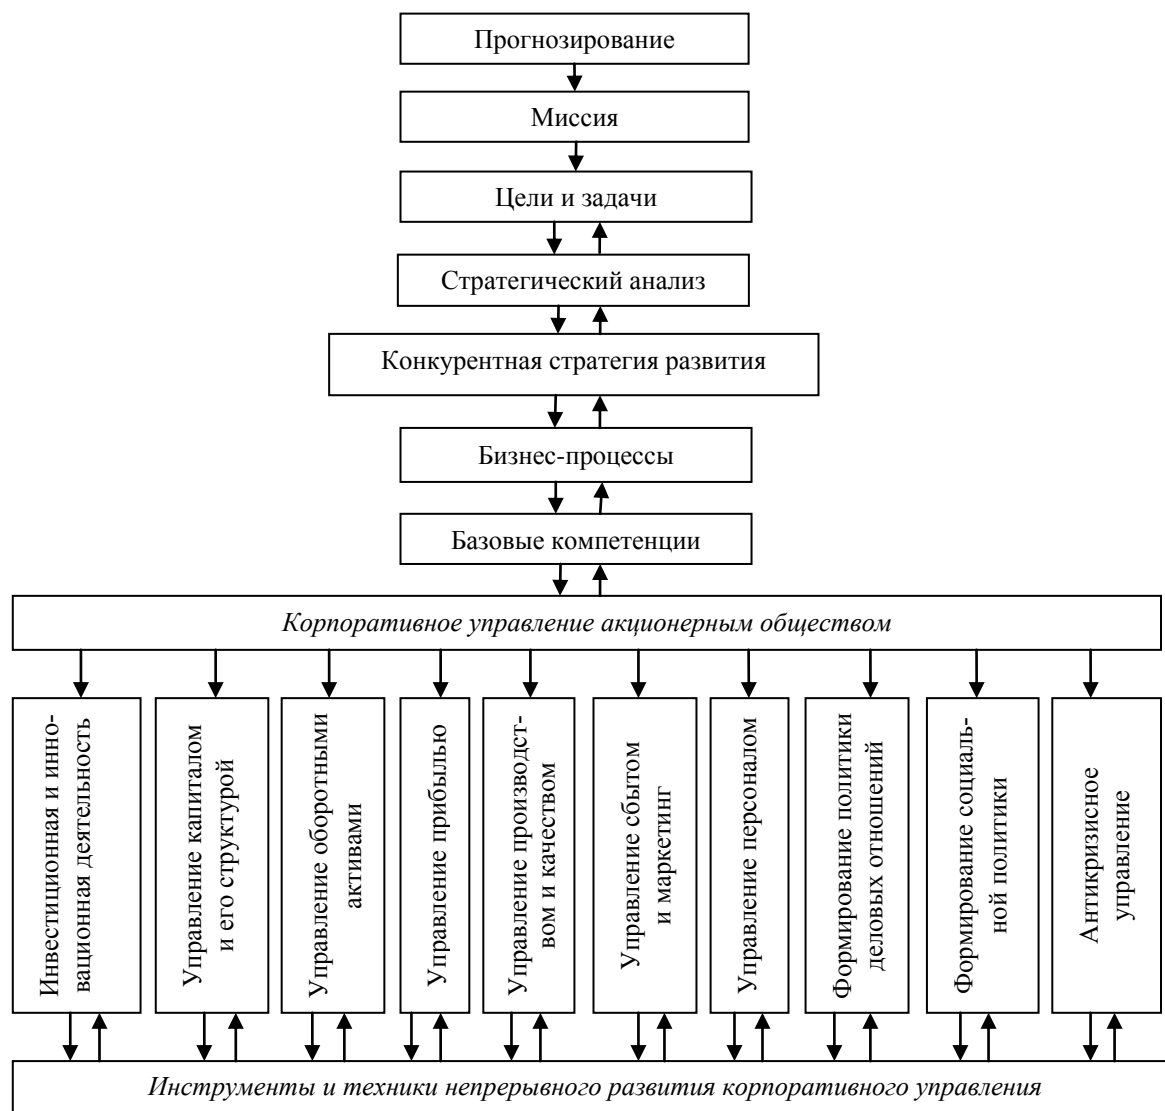 Прогнозирование
Миссия
Цели и задачи
Стратегический анализ
Конкурентная стратегия развития
Бизнес-процессы
Базовые компетенции
Корпоративное управление акционерным обществом
Инвестиционная и инно-
вационная деятельность
Управление капиталом
и его структурой
Управление оборотными
активами
Управление прибылью
Управление производст-
вом и качеством
Управление сбытом
и маркетинг
Управление персоналом
Формирование политики
деловых отношений
Формирование социаль-
ной политики
Антикризисное
управление
Инструменты и техники непрерывного развития корпоративного управления